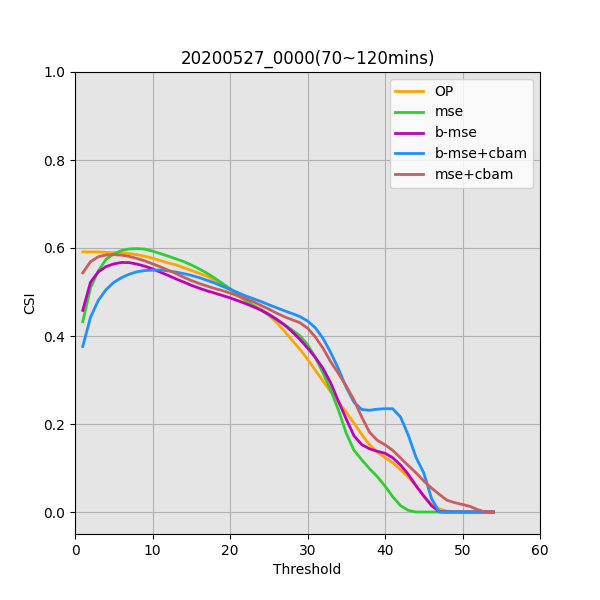 20200527_0000(70~120mins)
1.0
0.8
0.6
0.4
0.2
0.0
CSI
OP
mse
b-mse
b-mse+cbam
mse+cbam
0 10 20 30 40 50 60
Threshold